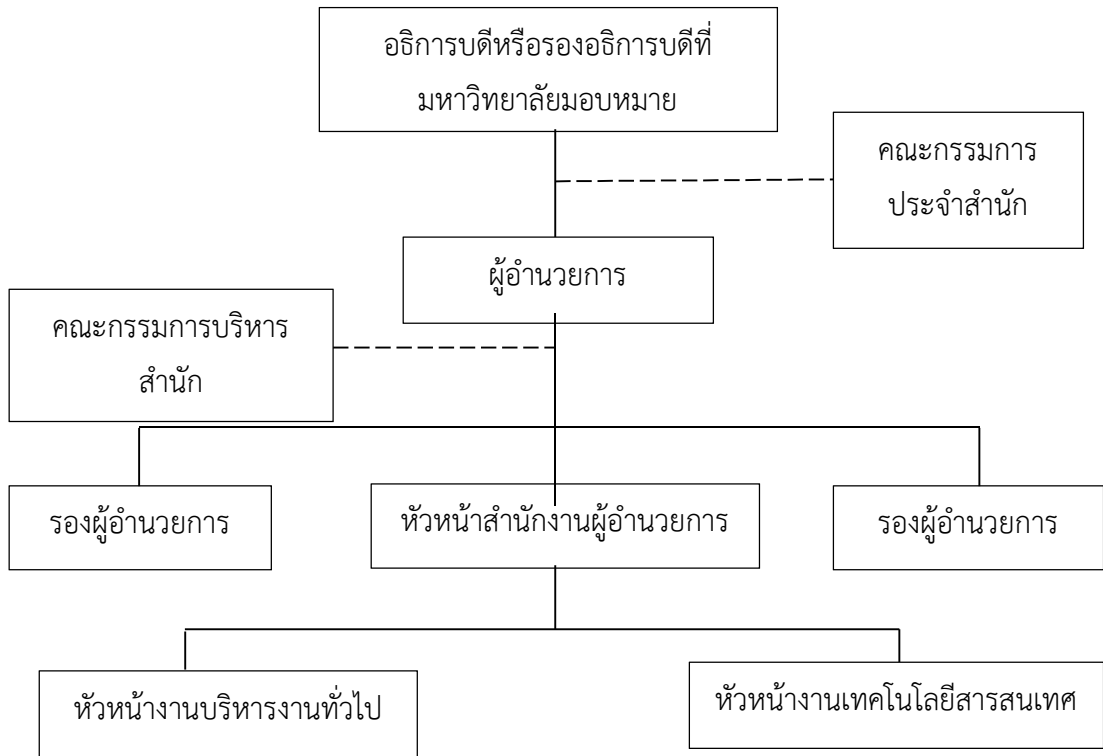 อธิการบดีหรือรองอธิการบดีที่
มหาวิทยาลัยมอบหมาย
คณะกรรมการ
ประจำสำนัก
ผู้อำนวยการ
คณะกรรมการบริหาร
สำนัก
รองผู้อำนวยการ
หัวหน้าสำนักงานผู้อำนวยการ
รองผู้อำนวยการ
หัวหน้างานบริหารงานทั่วไป
หัวหน้างานเทคโนโลยีสารสนเทศ